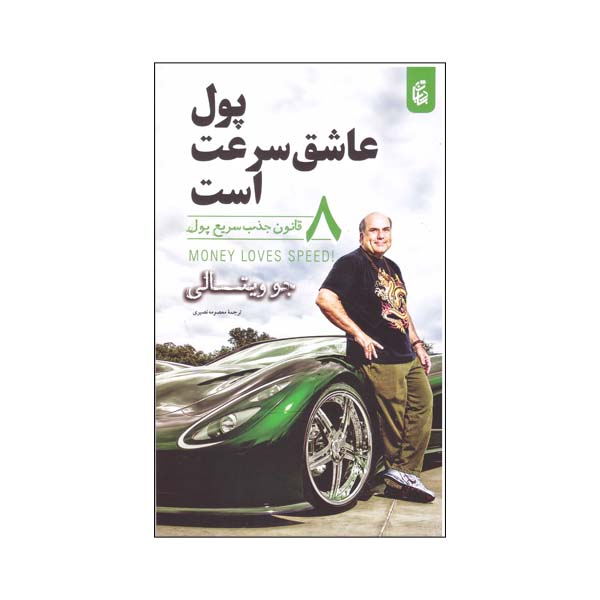 پول
عاشق سرعت
است
۸ قانون جذب سریع پول
MONEY LOVES SPEED!
جو ویتالی
ترجمهٔ معصومه نصیری